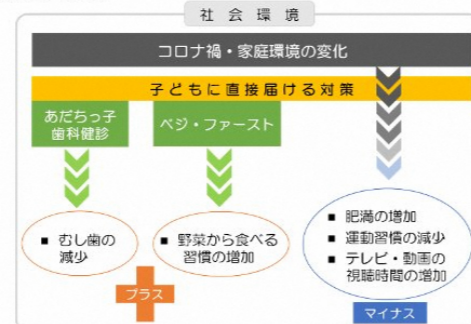 社会環境
コロナ禍・家庭環境の変化
子どもに直接届ける対策
あだちっ子
歯科健診
ベジ・ファースト
■ むし歯の
減少
■ 野菜から食べる
習慣の増加
■ 肥満の増加
■ 運動習慣の減少
■ テレビ・動画の
視聴時間の増加
プラス
マイナス